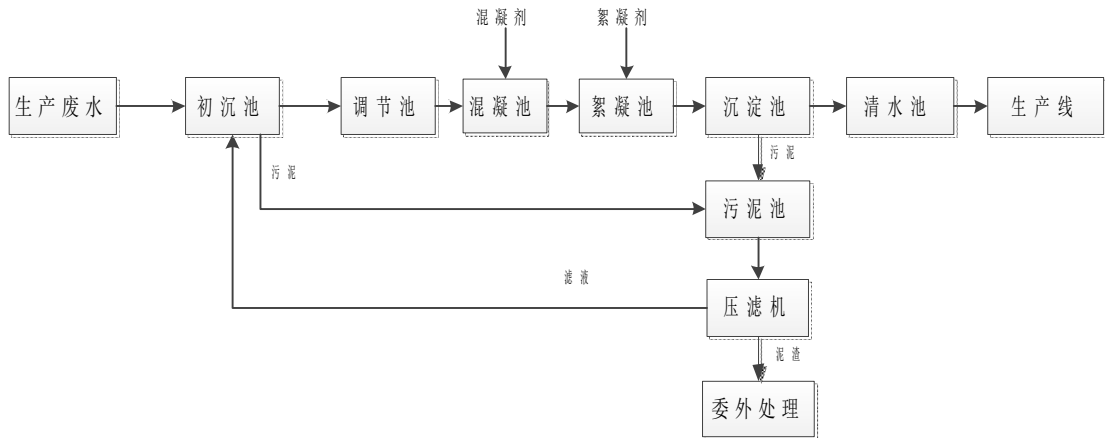 混凝剂
絮凝剂
生产废水
初沉池
调节池
混凝池
絮凝池
沉淀池
清水池
生产线
污泥
污泥
污泥池
滤液
压滤机
泥渣
委外处理